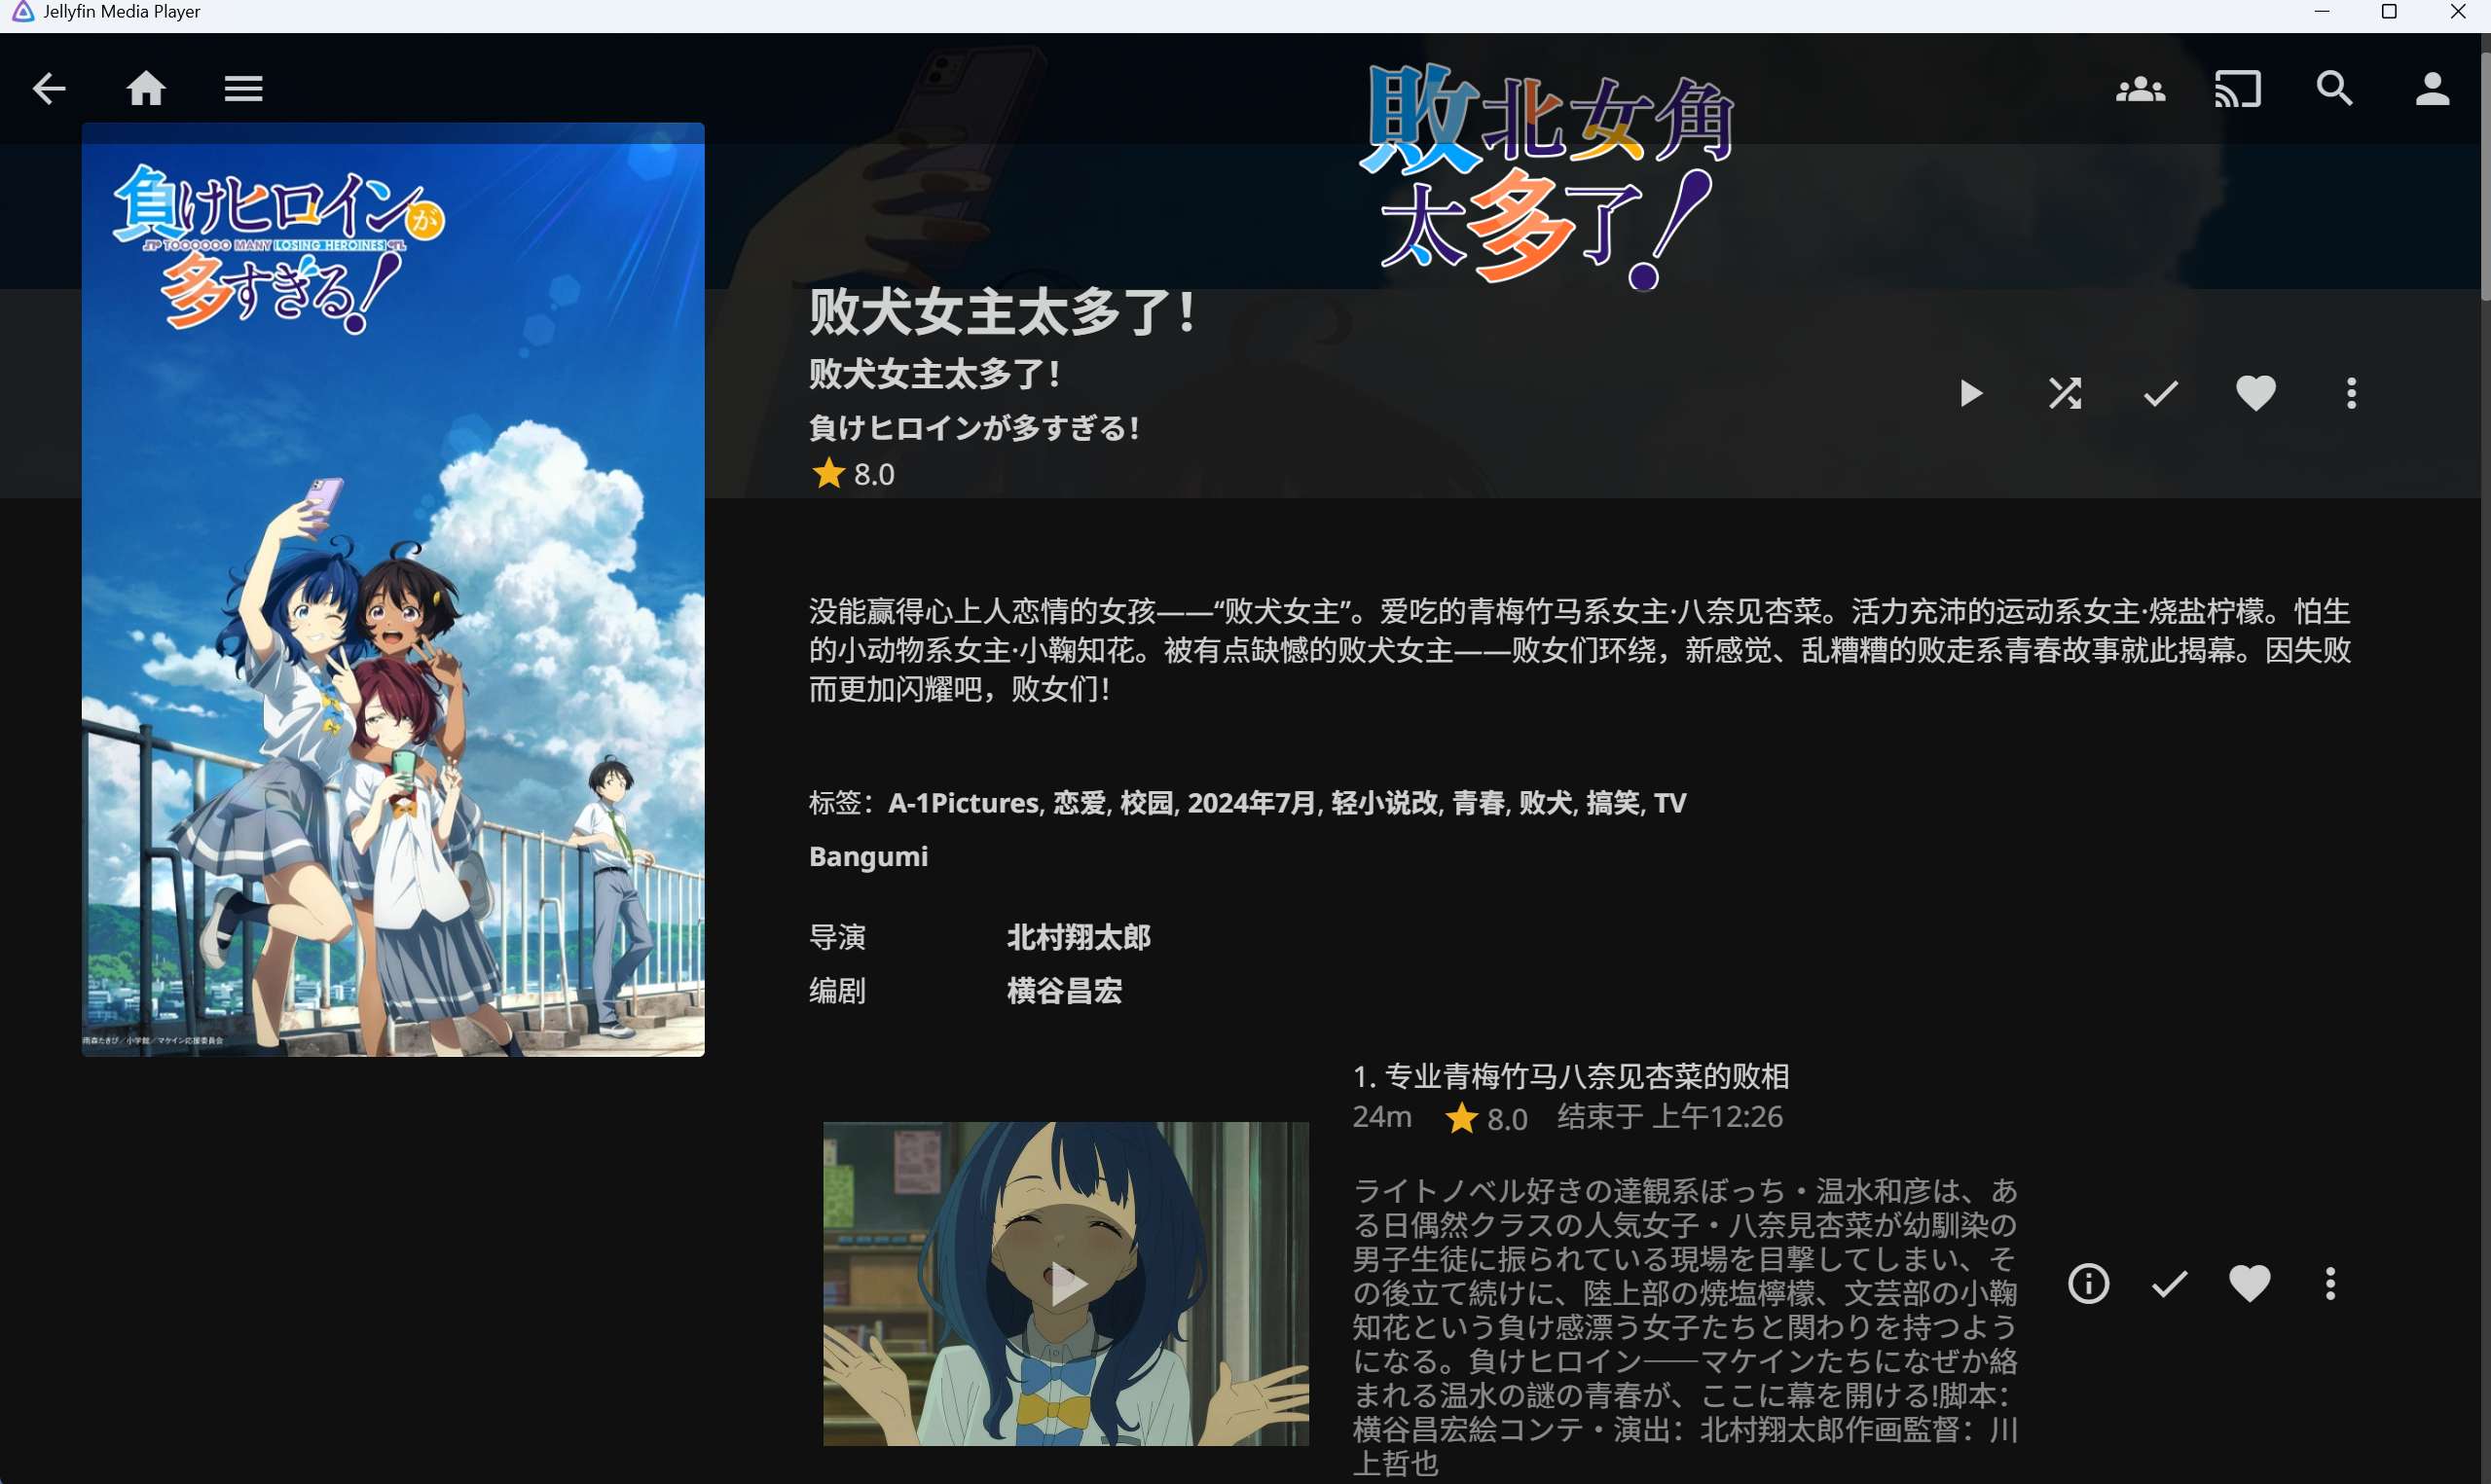 Jellyfin Media Player
敗北女角
太多了!
負けヒロインが
TOOOOOO MANY LOSING HEROINES
多すぎる!
败犬女主太多了！
败犬女主太多了！
負けヒロインが多すぎる！
8.0
没能赢得心上人恋情的女孩——“败犬女主”。爱吃的青梅竹马系女主·八奈见杏菜。活力充沛的运动系女主·烧盐柠檬。怕生
的小动物系女主·小鞠知花。被有点缺憾的败犬女主——败女们环绕，新感觉、乱糟糟的败走系青春故事就此揭幕。因失败
而更加闪耀吧，败女们！
标签：A-1Pictures, 恋爱, 校园, 2024年7月, 轻小说改, 青春, 败犬, 搞笑, TV
Bangumi
导演 北村翔太郎
编剧 横谷昌宏
雨森たきび／小学館／マケイン応援委員会
1. 专业青梅竹马八奈见杏菜的败相
24m 8.0 结束于 上午12:26
ライトノベル好きの達観系ぼっち・温水和彦は、あ
る日偶然クラスの人気女子・八奈見杏菜が幼馴染の
男子生徒に振られている現場を目撃してしまい、そ
の後立て続けに、陸上部の焼塩檸檬、文芸部の小鞠
知花という負け感漂う女子たちと関わりを持つよう
になる。負けヒロイン──マケインたちになぜか絡
まれる温水の謎の青春が、ここに幕を開ける!脚本：
横谷昌宏絵コンテ・演出：北村翔太郎作画監督：川
上哲也